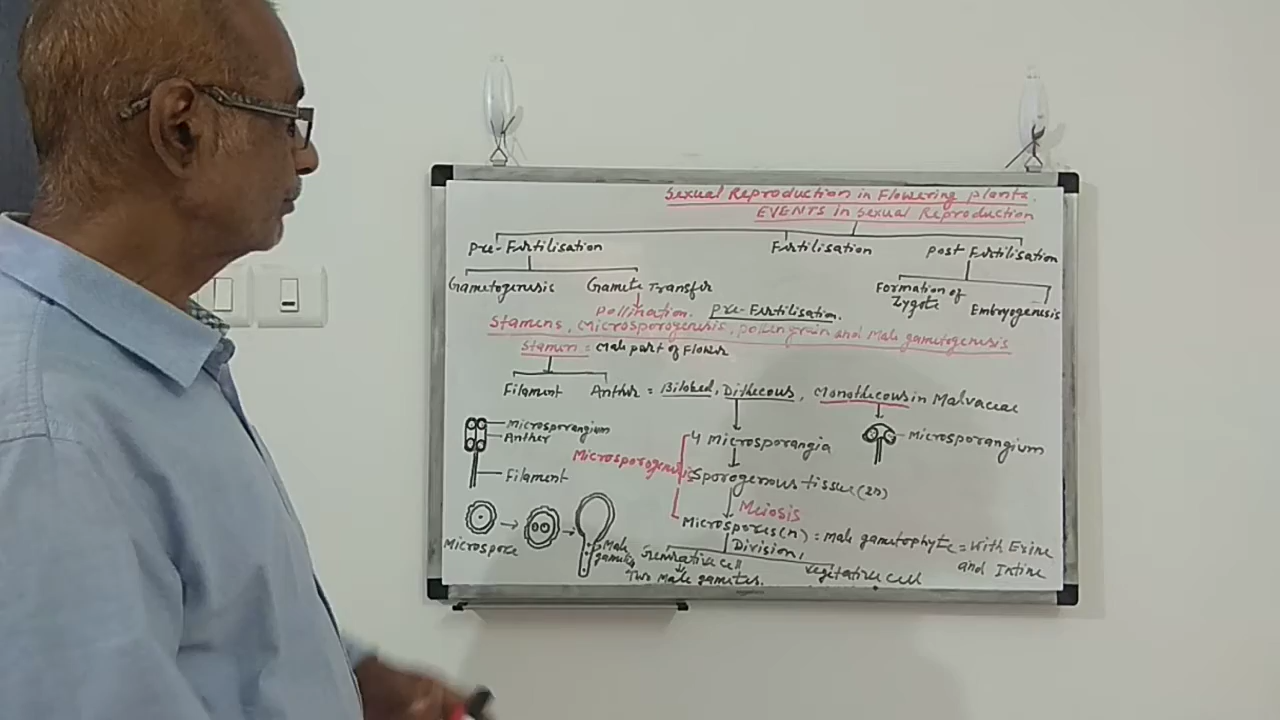 Sexual Reproduction in Flowering plants.
EVENTS in Sexual Reproduction
Pre-Fertilisation Fertilisation Post Fertilisation
Gametogenesis Gamete Transfer Formation of Zygote Embryogenesis
Pollination. Pre-Fertilisation.
Stamens, Microsporogenesis, pollengrain and Male gametogenesis
Stamen = Male part of Flower
Filament Anther = Bilobed, Dithecous, Monothecous in Malvaceae
Microsporangium
Anther
Filament
4 Microsporangia
Microsporangium
Microsporogenesis
Sporogenous tissue (2n)
Meiosis
Microspores (n) = male gametophyte = with Exine and Intine
Division,
Generative cell vegetative cell
Two Male gametes.
Microspore
Male gametes